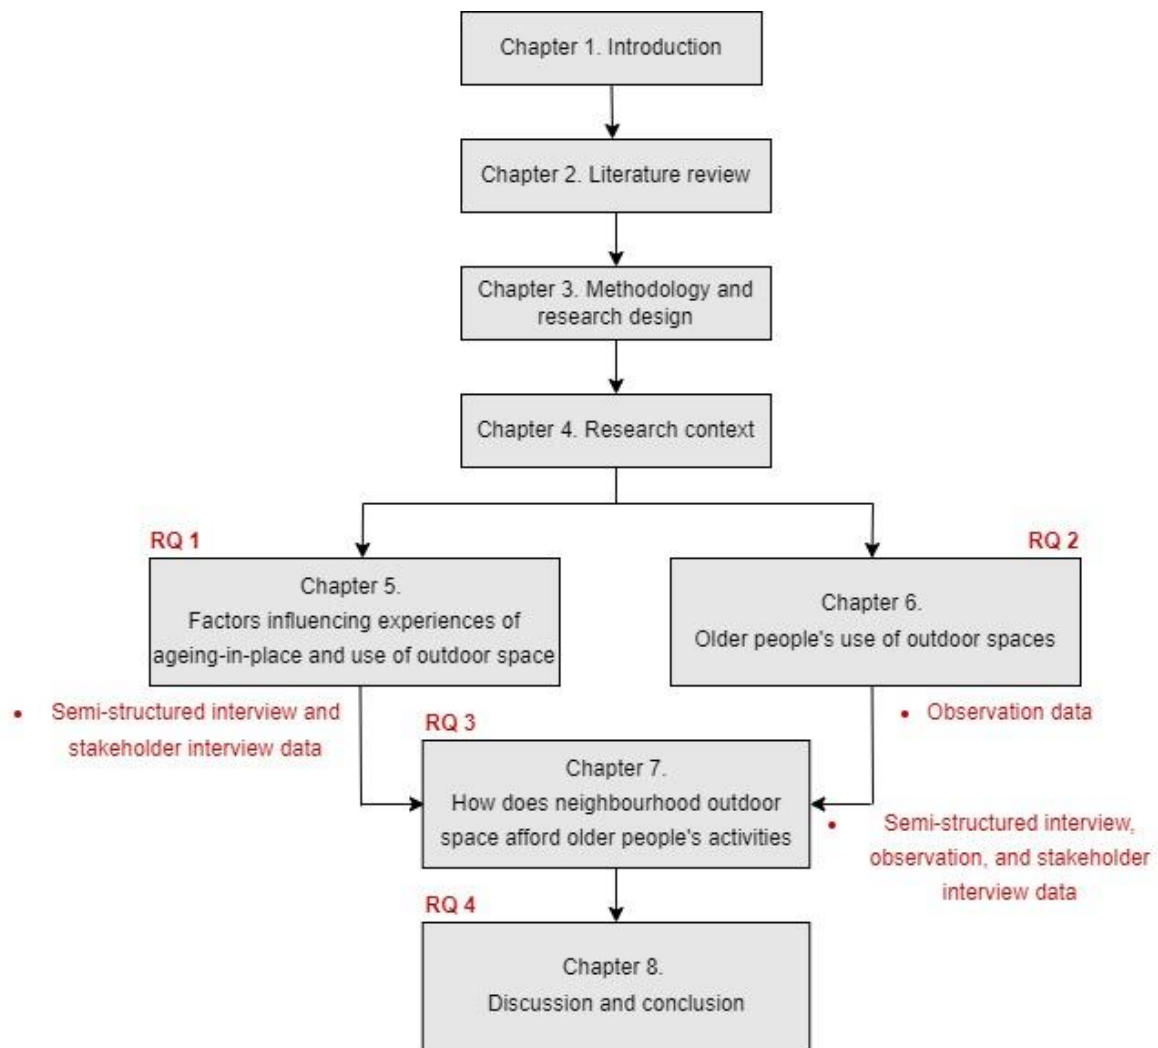 Chapter 1. Introduction
Chapter 2. Literature review
Chapter 3. Methodology and
research design
Chapter 4. Research context
RQ 1
Chapter 5.
Factors influencing experiences of
ageing-in-place and use of outdoor space
RQ 2
Chapter 6.
Older people's use of outdoor spaces
• Semi-structured interview and
stakeholder interview data
• Observation data
RQ 3
Chapter 7.
How does neighbourhood outdoor
space afford older people's activities
• Semi-structured interview,
observation, and stakeholder
interview data
RQ 4
Chapter 8.
Discussion and conclusion